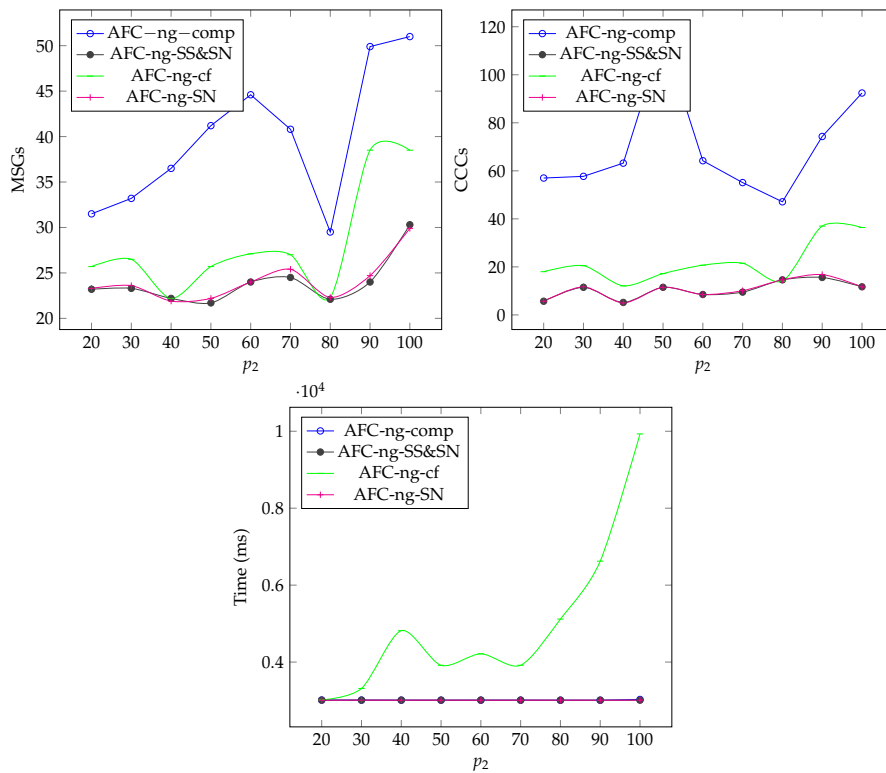 50
45
40
35
30
25
20
MSGs
AFC−ng−comp
AFC-ng-SS&SN
AFC-ng-cf
AFC-ng-SN
20 30 40 50 60 70 80 90 100
p2
120
100
80
60
40
20
0
CCCs
AFC-ng-comp
AFC-ng-SS&SN
AFC-ng-cf
AFC-ng-SN
20 30 40 50 60 70 80 90 100
p2
·10^4
1
0.8
0.6
0.4
Time (ms)
AFC-ng-comp
AFC-ng-SS&SN
AFC-ng-cf
AFC-ng-SN
20 30 40 50 60 70 80 90 100
p2